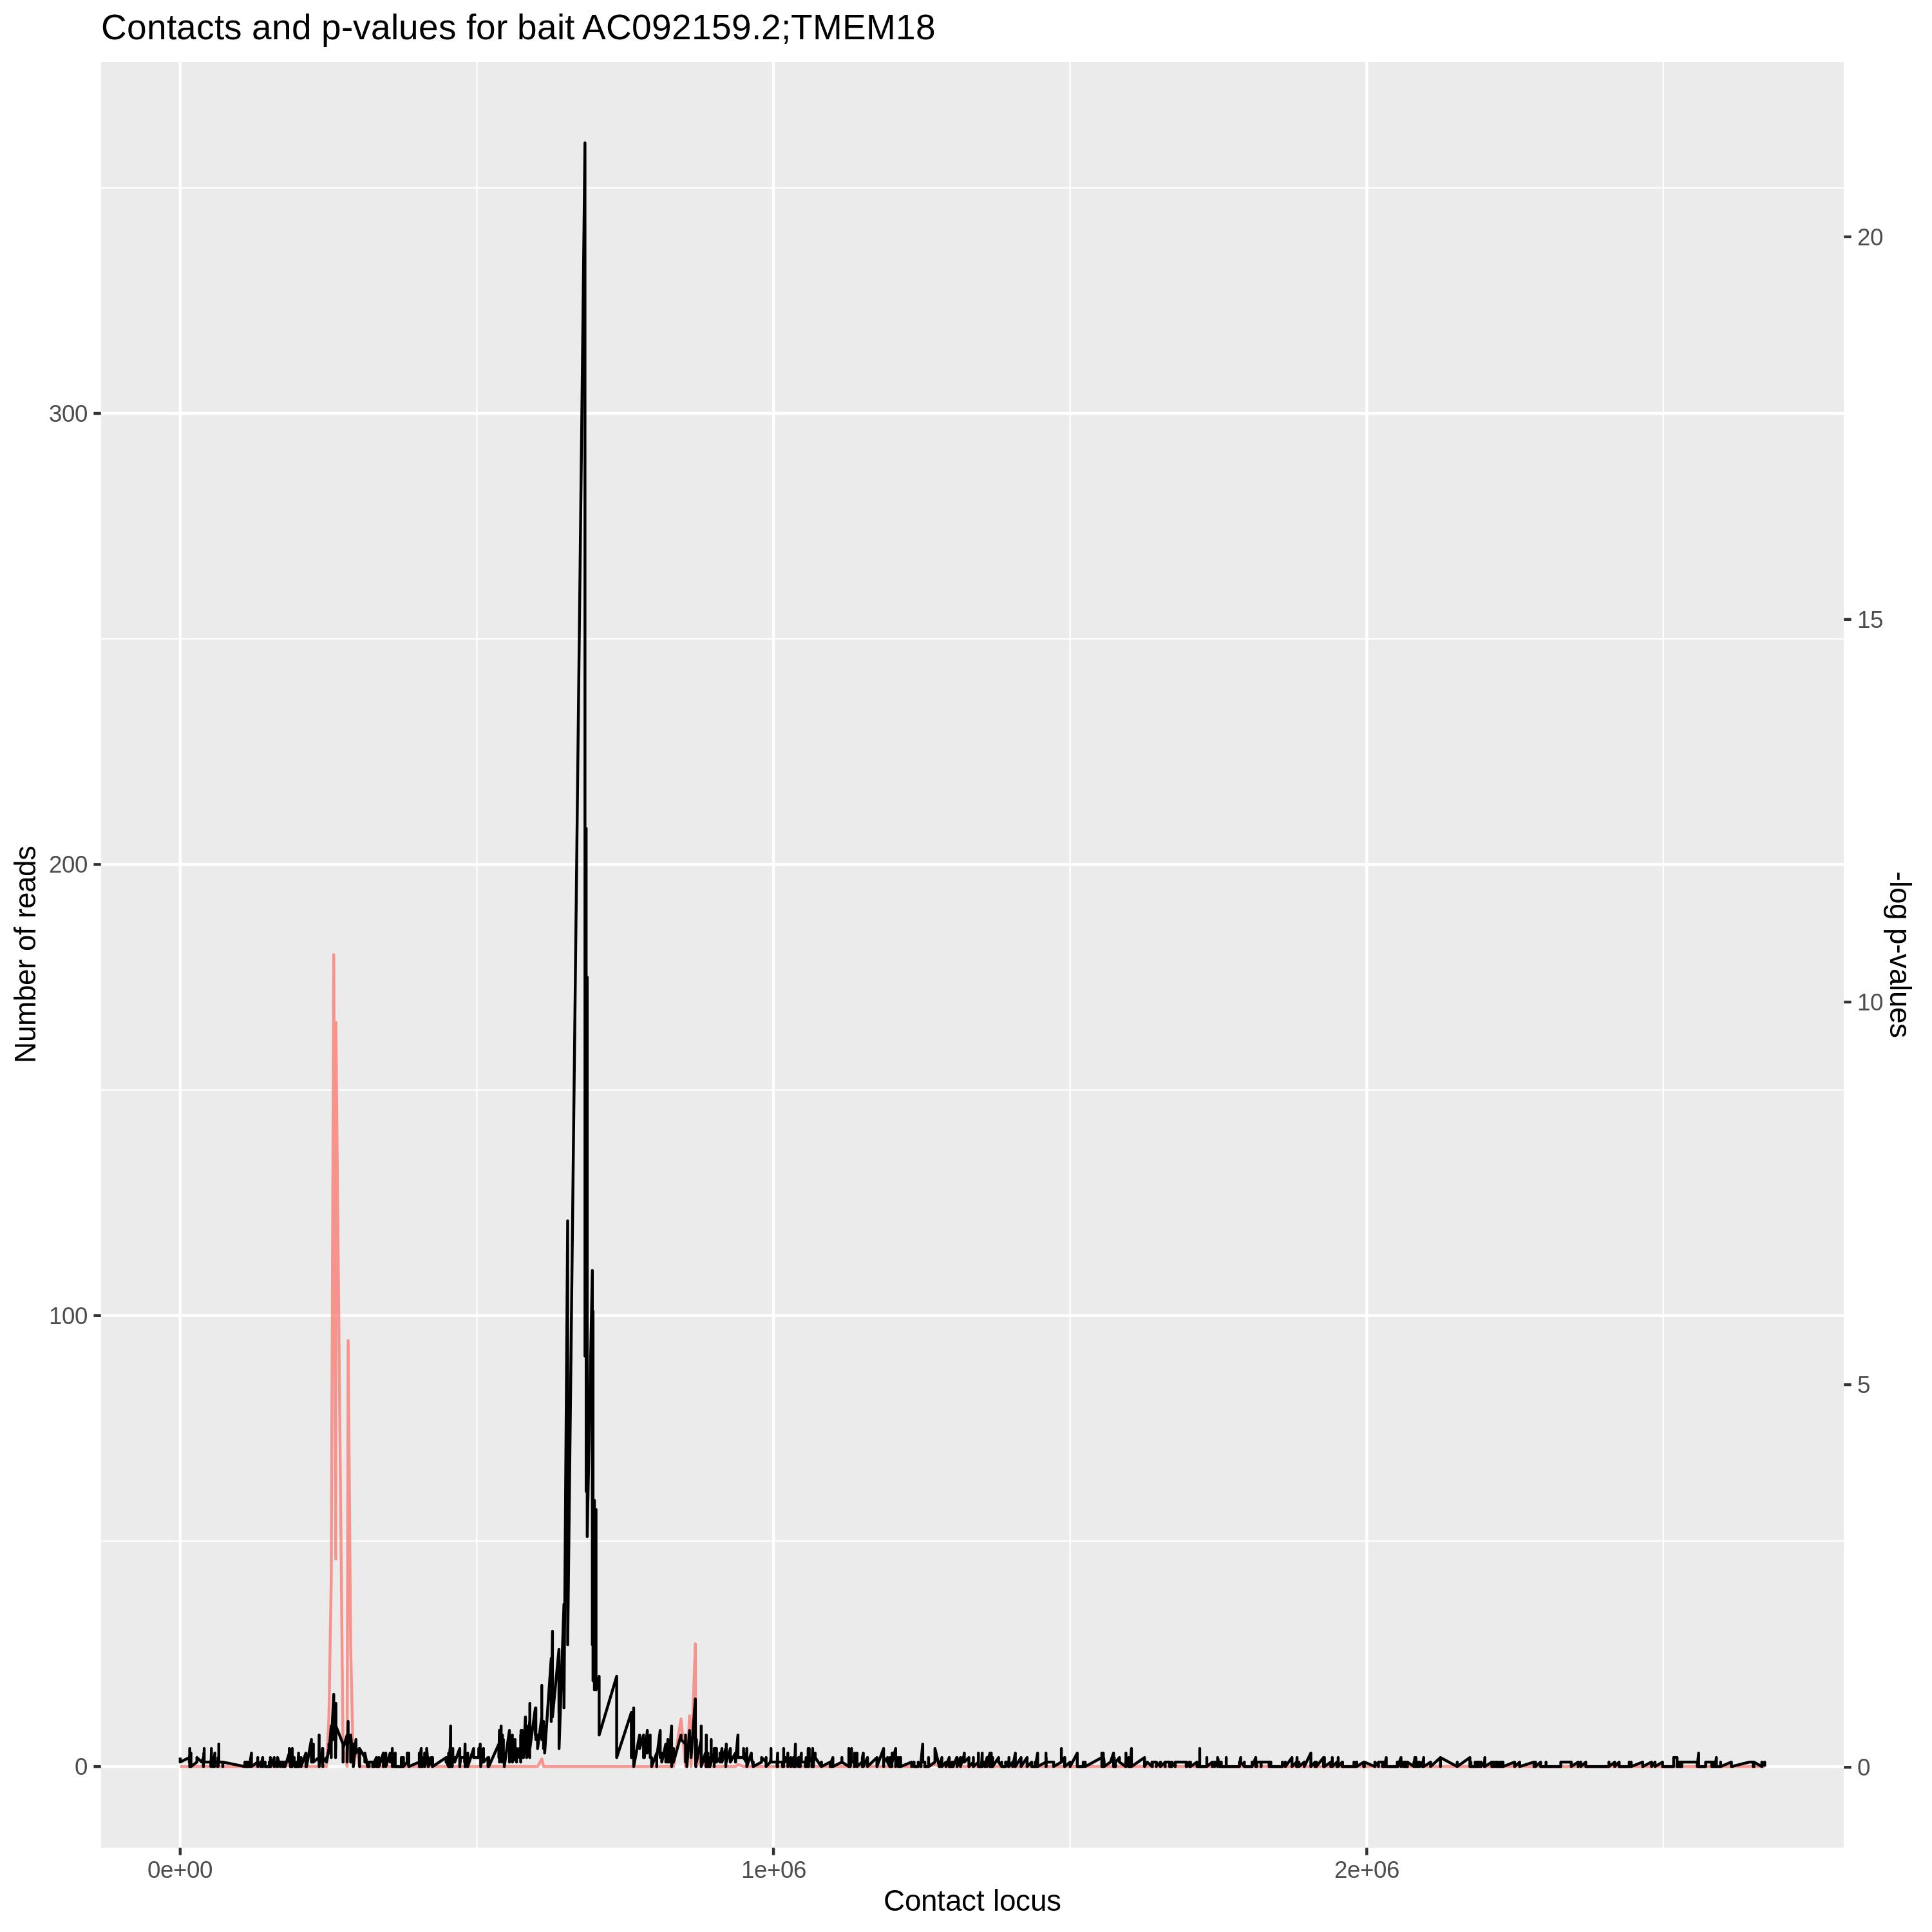 Contacts and p-values for bait AC092159.2;TMEM18
Number of reads
300
200
100
0
20
15
10
5
0
-log p-values
0e+00
1e+06
2e+06
Contact locus